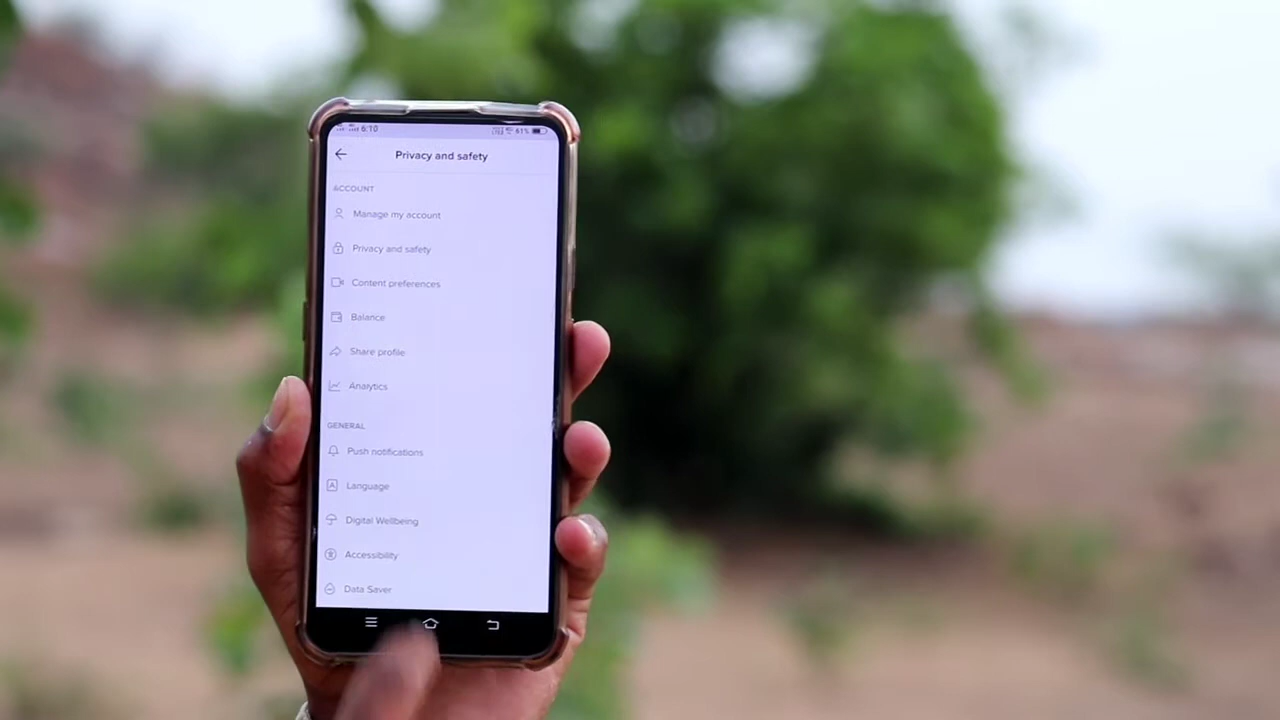 6:10
61%
Privacy and safety
ACCOUNT
Manage my account
Privacy and safety
Content preferences
Balance
Share profile
Analytics
GENERAL
Push notifications
Language
Digital Wellbeing
Accessibility
Data Saver